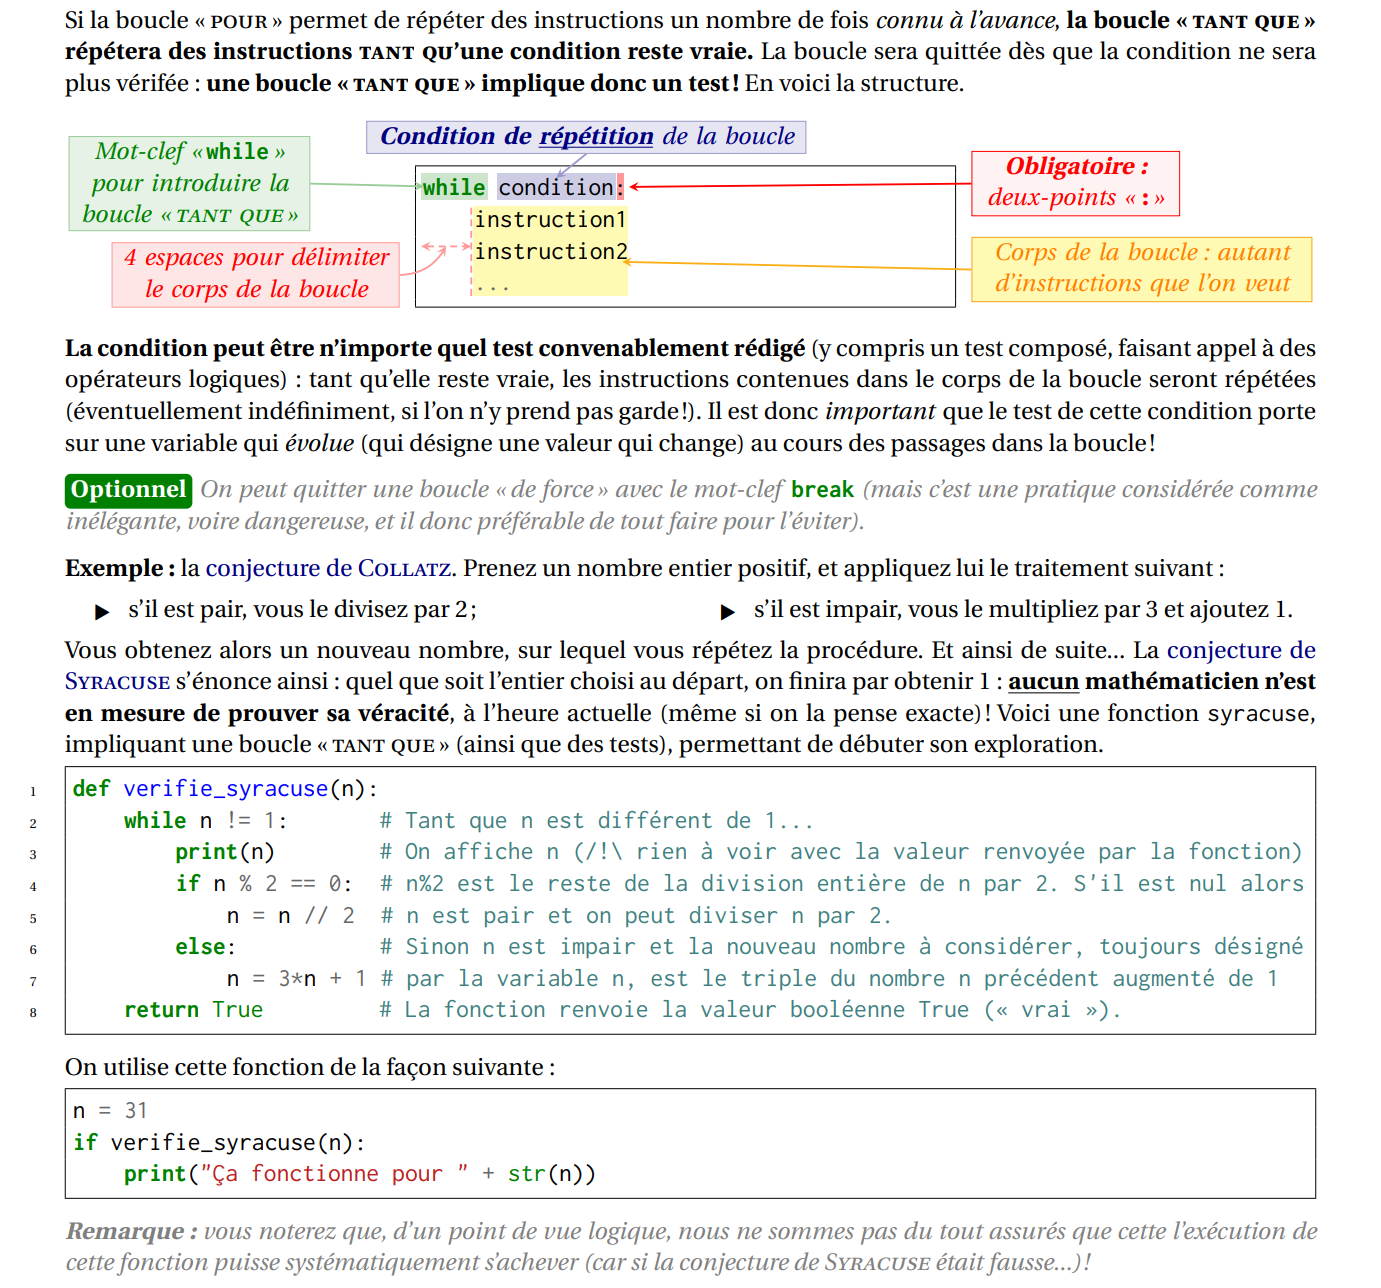 Si la boucle « POUR » permet de répéter des instructions un nombre de fois connu à l’avance, la boucle « TANT QUE »
répétera des instructions TANT QU’une condition reste vraie. La boucle sera quittée dès que la condition ne sera
plus vérifiée : une boucle « TANT QUE » implique donc un test ! En voici la structure.
Condition de répétition de la boucle
Mot-clef « while »
pour introduire la
boucle « TANT QUE »
4 espaces pour délimiter
le corps de la boucle
while condition:
    instruction1
    instruction2
    ...
Obligatoire :
deux-points « : »
Corps de la boucle : autant
d’instructions que l’on veut
La condition peut être n’importe quel test convenablement rédigé (y compris un test composé, faisant appel à des
opérateurs logiques) : tant qu’elle reste vraie, les instructions contenues dans le corps de la boucle seront répétées
(éventuellement indéfiniment, si l’on n’y prend pas garde !). Il est donc important que le test de cette condition porte
sur une variable qui évolue (qui désigne une valeur qui change) au cours des passages dans la boucle !
Optionnel On peut quitter une boucle « de force » avec le mot-clef break (mais c’est une pratique considérée comme
inélégante, voire dangereuse, et il donc préférable de tout faire pour l’éviter).
Exemple : la conjecture de COLLATZ. Prenez un nombre entier positif, et appliquez lui le traitement suivant :
▶ s’il est pair, vous le divisez par 2 ;
▶ s’il est impair, vous le multipliez par 3 et ajoutez 1.
Vous obtenez alors un nouveau nombre, sur lequel vous répétez la procédure. Et ainsi de suite... La conjecture de
SYRACUSE s’énonce ainsi : quel que soit l’entier choisi au départ, on finira par obtenir 1 : aucun mathématicien n’est
en mesure de prouver sa véracité, à l’heure actuelle (même si on la pense exacte) ! Voici une fonction syracuse,
impliquant une boucle « TANT QUE » (ainsi que des tests), permettant de débuter son exploration.
1 def verifie_syracuse(n):
2     while n != 1:       # Tant que n est différent de 1...
3         print(n)        # On affiche n (/!\ rien à voir avec la valeur renvoyée par la fonction)
4         if n % 2 == 0:  # n%2 est le reste de la division entière de n par 2. S'il est nul alors
5             n = n // 2  # n est pair et on peut diviser n par 2.
6         else:           # Sinon n est impair et la nouveau nombre à considérer, toujours désigné
7             n = 3*n + 1 # par la variable n, est le triple du nombre n précédent augmenté de 1
8     return True         # La fonction renvoie la valeur booléenne True (« vrai »).
On utilise cette fonction de la façon suivante :
n = 31
if verifie_syracuse(n):
    print("Ça fonctionne pour " + str(n))
Remarque : vous noterez que, d’un point de vue logique, nous ne sommes pas du tout assurés que cette l’exécution de
cette fonction puisse systématiquement s’achever (car si la conjecture de SYRACUSE était fausse...) !